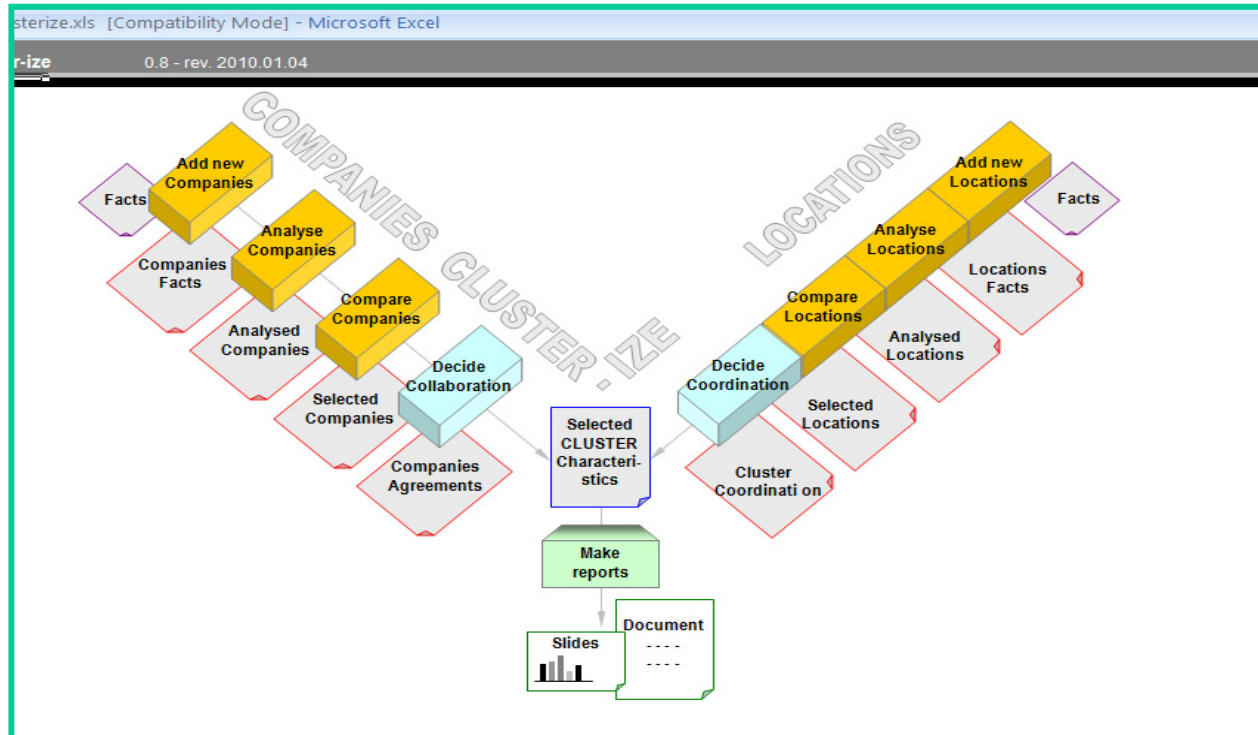 sterize.xls [Compatibility Mode] - Microsoft Excel
r-ize 0.8 - rev. 2010.01.04
COMPANIES CLUSTER.IZE
LOCATIONS
Facts
Add new
Companies
Companies
Facts
Analyse
Companies
Analysed
Companies
Compare
Companies
Selected
Companies
Decide
Collaboration
Companies
Agreements
Add new
Locations
Facts
Locations
Facts
Analyse
Locations
Analysed
Locations
Compare
Locations
Selected
Locations
Decide
Coordination
Cluster
Coordinati on
Selected
CLUSTER
Characteri-
stics
Make
reports
Slides
Document
- - - -
- - - -